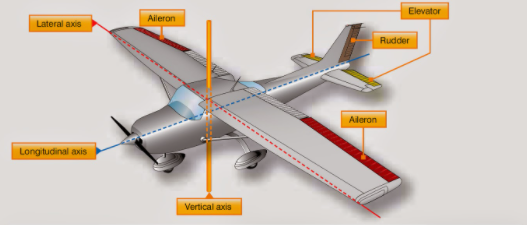 Lateral axis
Aileron
Elevator
Rudder
Aileron
Longitudinal axis
Vertical axis